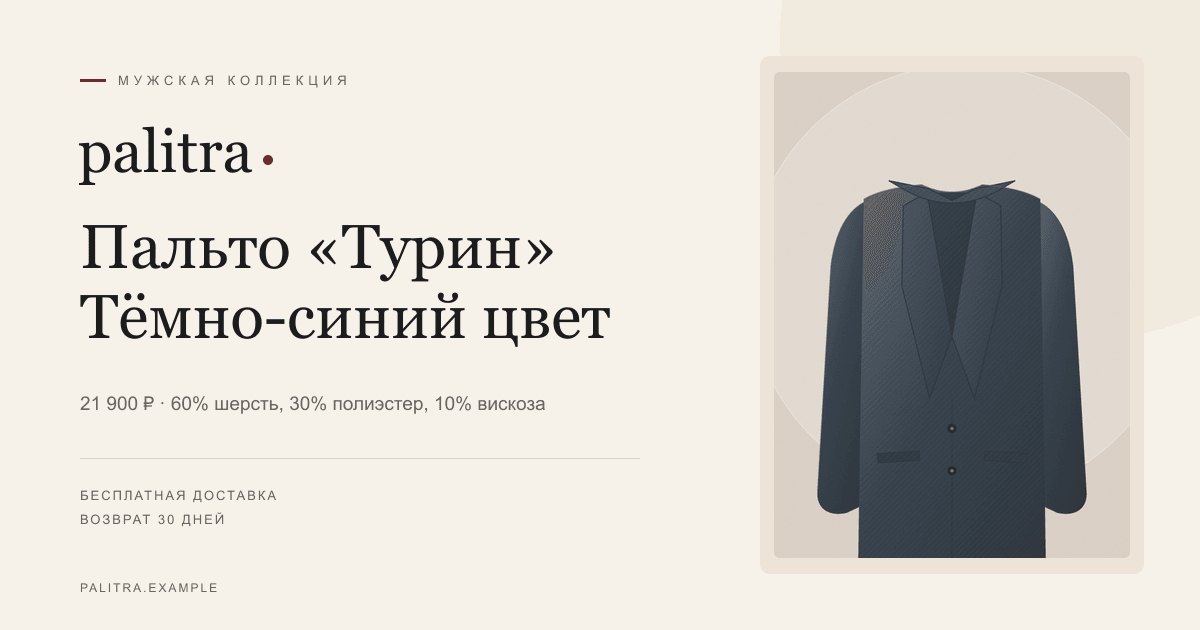 МУЖСКАЯ КОЛЛЕКЦИЯ
palitra
Пальто «Турин»
Тёмно-синий цвет
21 900 ₽ · 60% шерсть, 30% полиэстер, 10% вискоза
БЕСПЛАТНАЯ ДОСТАВКА
ВОЗВРАТ 30 ДНЕЙ
PALITRA.EXAMPLE